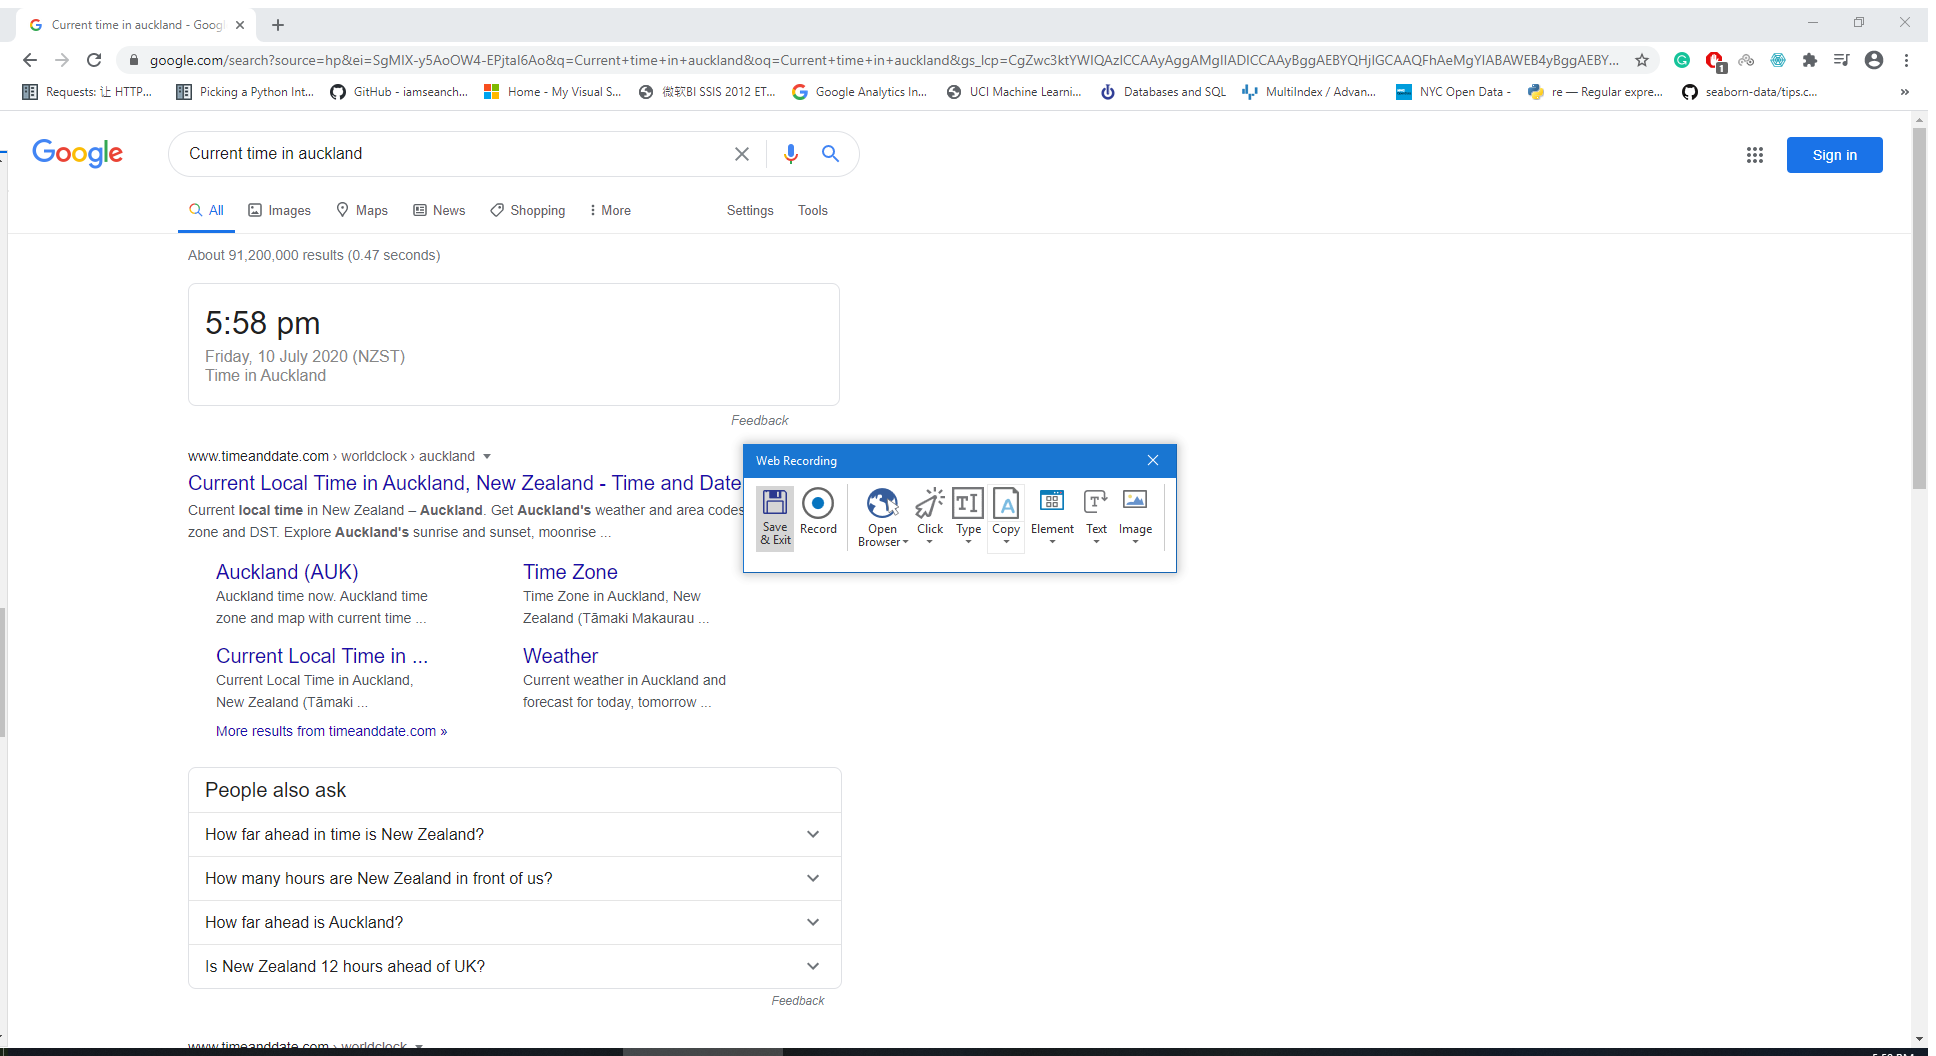 Current time in auckland - Goog
google.com/search?source=hp&ei=SgMIX-y5AoOW4-EPjtaI6Ao&q=Current+time+in+auckland&oq=Current+time+in+auckland&gs_lcp=CgZwc3ktYWIQAzICCAAyAggAMgIIADICCAAyBggAEBYQHjIGCAAQFhAeMgYIABAWEB4yBggAEBY...
1
Requests: 让 HTTP...
Picking a Python Int...
GitHub - iamseanch...
Home - My Visual S...
微软BI SSIS 2012 ET...
Google Analytics In...
UCI Machine Learni...
Databases and SQL
MultiIndex / Advan...
NYC Open Data -
re — Regular expre...
seaborn-data/tips.c...
»
Google
Current time in auckland
Sign in
All
Images
Maps
News
Shopping
More
Settings
Tools
About 91,200,000 results (0.47 seconds)
5:58 pm
Friday, 10 July 2020 (NZST)
Time in Auckland
Feedback
www.timeanddate.com › worldclock › auckland
Current Local Time in Auckland, New Zealand - Time and Date
Current local time in New Zealand – Auckland. Get Auckland's weather and area codes
zone and DST. Explore Auckland's sunrise and sunset, moonrise ...
Web Recording
Save & Exit
Record
Open Browser
Click
Type
Copy
Element
Text
Image
Auckland (AUK)
Auckland time now. Auckland time
zone and map with current time ...
Time Zone
Time Zone in Auckland, New
Zealand (Tāmaki Makaurau ...
Current Local Time in ...
Current Local Time in Auckland,
New Zealand (Tāmaki ...
Weather
Current weather in Auckland and
forecast for today, tomorrow ...
More results from timeanddate.com »
People also ask
How far ahead in time is New Zealand?
How many hours are New Zealand in front of us?
How far ahead is Auckland?
Is New Zealand 12 hours ahead of UK?
Feedback
www.timeanddate.com › worldclock